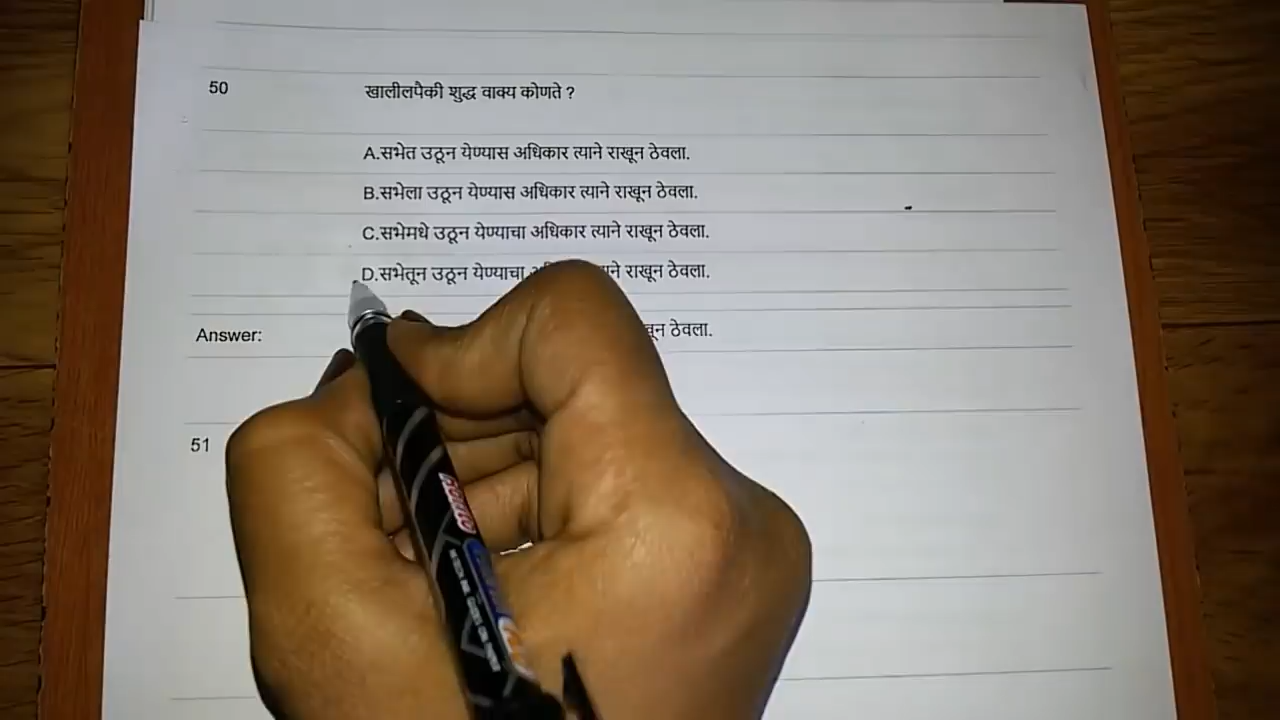 50 खालीलपैकी शुद्ध वाक्य कोणते ?
A.सभेत उठून येण्यास अधिकार त्याने राखून ठेवला.
B.सभेला उठून येण्यास अधिकार त्याने राखून ठेवला.
C.सभेमधे उठून येण्याचा अधिकार त्याने राखून ठेवला.
D.सभेतून उठून येण्याचा राखून ठेवला.
Answer: ठेवला.
51